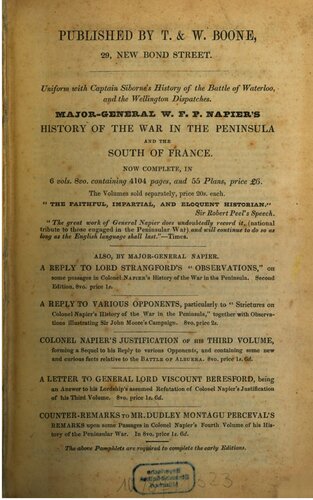 PUBLISHED BY T. & W. BOONE,
29, NEW BOND STREET.
Uniform with Captain Siborne's History of the Battle of Waterloo,
and the Wellington Dispatches.
MAJOR-GENERAL W. F. P. NAPIER'S
HISTORY OF THE WAR IN THE PENINSULA
AND THE
SOUTH OF FRANCE.
NOW COMPLETE, IN
6 vols. 8vo. containing 4104 pages, and 55 Plans, price £6.
The Volumes sold separately, price 20s. each.
"THE FAITHFUL, IMPARTIAL, AND ELOQUENT HISTORIAN."
Sir Robert Peel's Speech.
"The great work of General Napier does undoubtedly record it, (national
tribute to those engaged in the Peninsular War) and will continue to do so as
long as the English language shall last."—Times.
ALSO, BY MAJOR-GENERAL NAPIER.
A REPLY TO LORD STRANGFORD'S "OBSERVATIONS," on
some passages in Colonel NAPIER'S History of the War in the Peninsula. Second
Edition, 8vo. price 1s.
A REPLY TO VARIOUS OPPONENTS, particularly to "Strictures on
Colonel Napier's History of the War in the Peninsula," together with Observa-
tions illustrating Sir John Moore's Campaign. 8vo. price 2s.
COLONEL NAPIER'S JUSTIFICATION OF HIS THIRD VOLUME,
forming a Sequel to his Reply to various Opponents, and containing some new
and curious facts relative to the BATTLE OF ALBUERA. 8vo. price 1s. 6d.
A LETTER TO GENERAL LORD VISCOUNT BERESFORD, being
an Answer to his Lordship's assumed Refutation of Colonel Napier's Justification
of his Third Volume. 8vo. price 1s. 6d.
COUNTER-REMARKS TO MR. DUDLEY MONTAGU PERCEVAL'S
REMARKS upon some Passages in Colonel Napier's Fourth Volume of his His-
tory of the Peninsular War. In 8vo. price 1s. 6d.
The above Pamphlets are required to complete the early Editions.